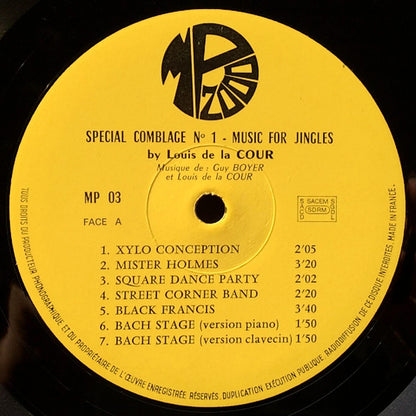 MP 2000
SPECIAL COMBLAGE Nº 1 - MUSIC FOR JINGLES
by Louis de la COUR
Musique de : Guy BOYER
et Louis de la COUR
MP 03
FACE A
SACEM
SACD
SDRM
SGDL
1. XYLO CONCEPTION 2'05
2. MISTER HOLMES 3'20
3. SQUARE DANCE PARTY 2'02
4. STREET CORNER BAND 2'20
5. BLACK FRANCIS 3'40
6. BACH STAGE (version piano) 1'50
7. BACH STAGE (version clavecin) 1'50
TOUS DROITS DU PRODUCTEUR PHONOGRAPHIQUE ET DU PROPRIÉTAIRE DE L'ŒUVRE ENREGISTRÉE RÉSERVÉS. DUPLICATION EXÉCUTION PUBLIQUE RADIODIFFUSION DE CE DISQUE INTERDITES. MADE IN FRANCE.